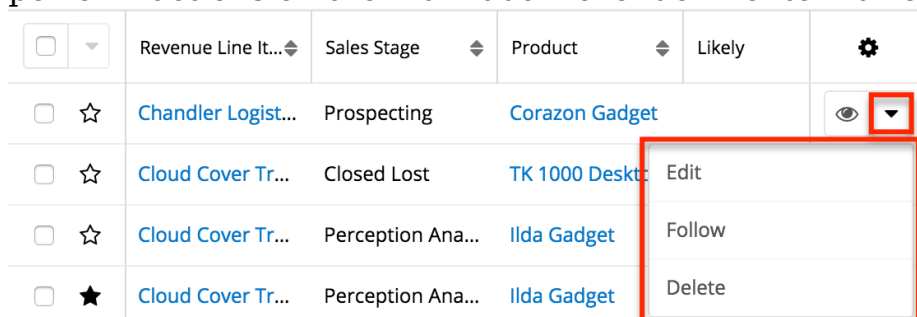 Revenue Line It... Sales Stage Product Likely
Chandler Logist... Prospecting Corazon Gadget
Cloud Cover Tr... Closed Lost TK 1000 Deskto
Edit
Cloud Cover Tr... Perception Ana... Ilda Gadget
Follow
Cloud Cover Tr... Perception Ana... Ilda Gadget
Delete